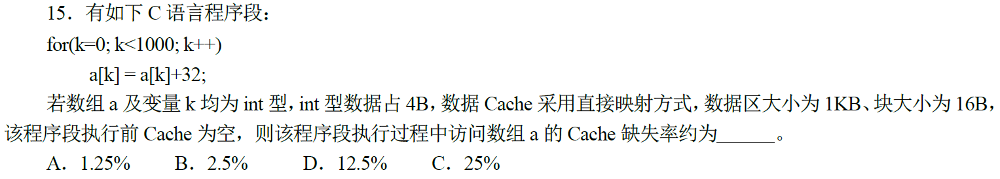 15．有如下 C 语言程序段：
for(k=0; k<1000; k++)
a[k] = a[k]+32;
若数组 a 及变量 k 均为 int 型，int 型数据占 4B，数据 Cache 采用直接映射方式，数据区大小为 1KB、块大小为 16B，
该程序段执行前 Cache 为空，则该程序段执行过程中访问数组 a 的 Cache 缺失率约为______。
A．1.25% B．2.5% D．12.5% C．25%